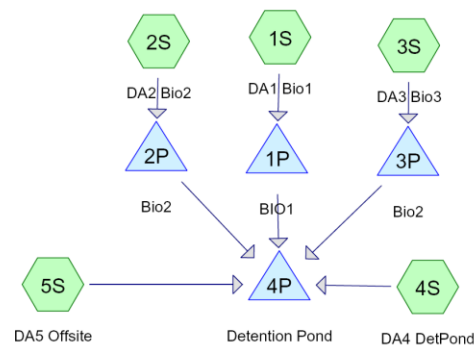 2S
1S
3S
DA2 Bio2
DA1 Bio1
DA3 Bio3
2P
1P
3P
Bio2
BIO1
Bio2
5S
4P
4S
DA5 Offsite
Detention Pond
DA4 DetPond